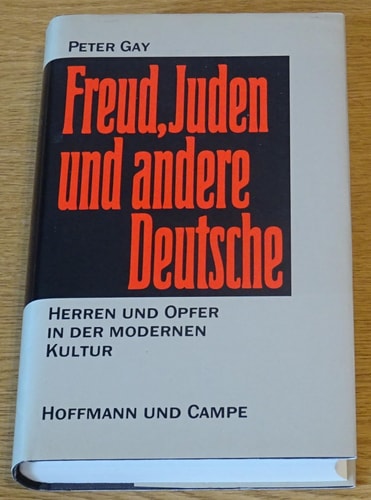 PETER GAY
Freud, Juden
und andere
Deutsche
HERREN UND OPFER
IN DER MODERNEN
KULTUR
HOFFMANN UND CAMPE